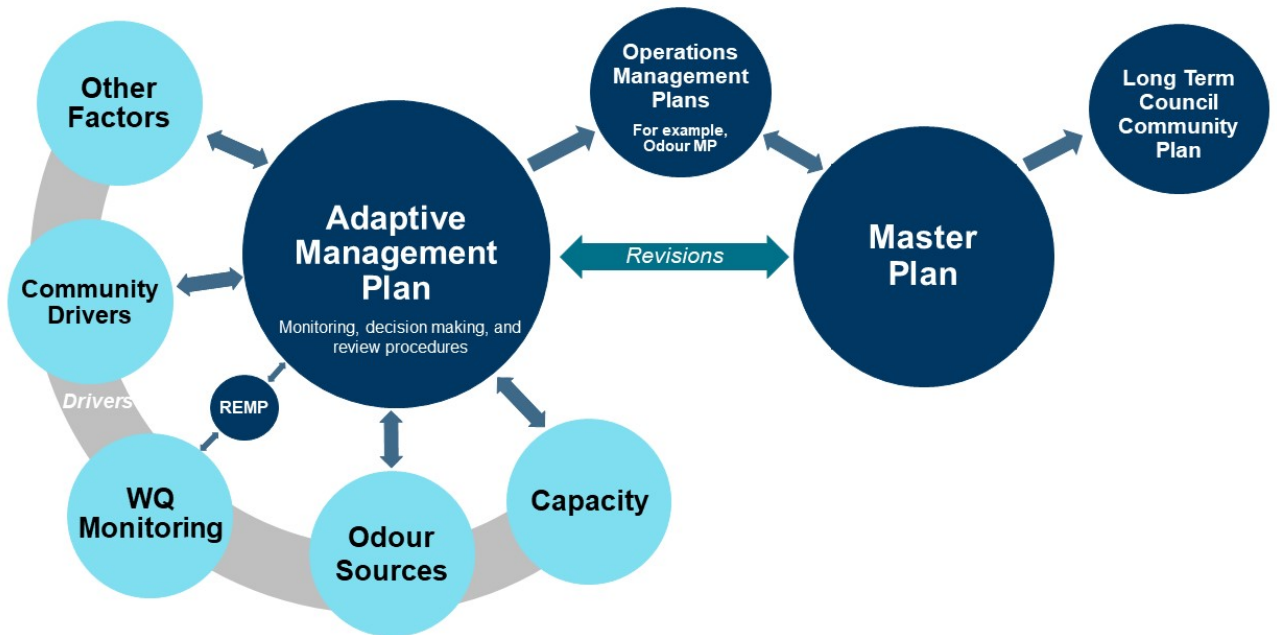 Other
Factors
Community
Drivers
Drivers
WQ
Monitoring
REMP
Odour
Sources
Capacity
Adaptive
Management
Plan
Monitoring, decision making, and
review procedures
Operations
Management
Plans
For example,
Odour MP
Revisions
Master
Plan
Long Term
Council
Community
Plan